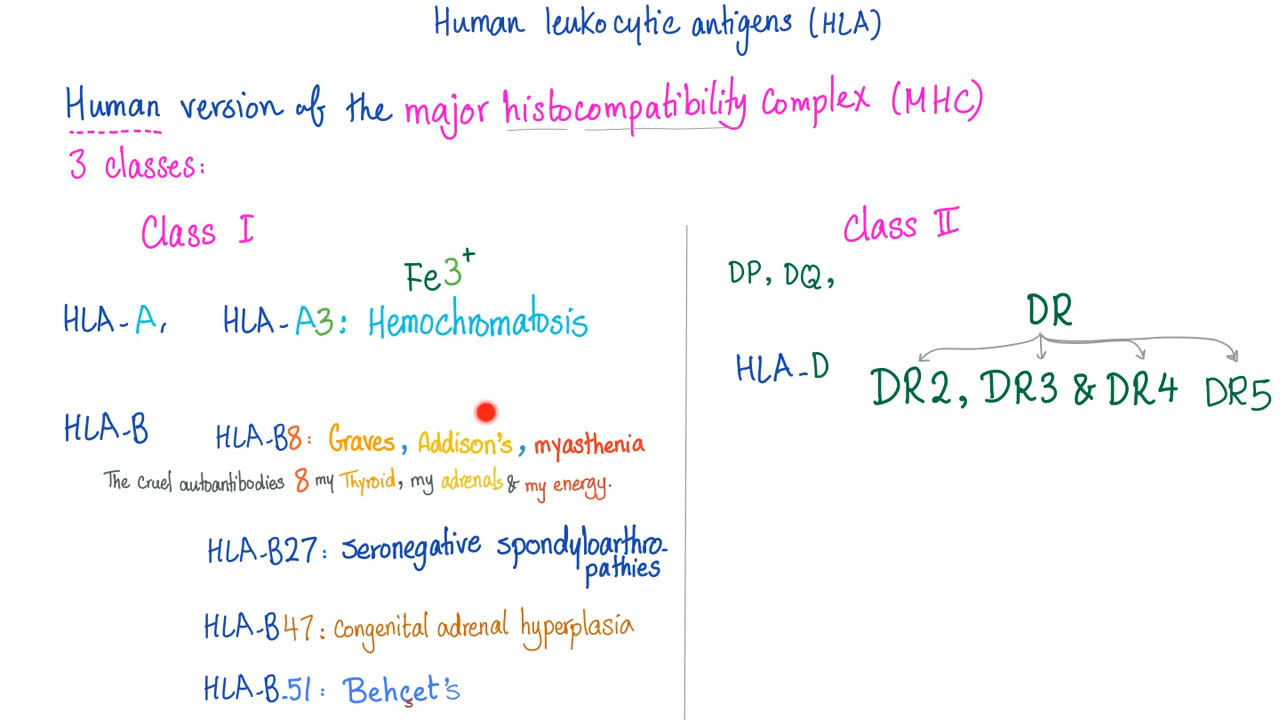 Human leukocytic antigens (HLA)
Human version of the major histocompatibility Complex (MHC)
3 classes:
Class I
Fe3+
HLA-A, HLA-A3: Hemochromatosis
HLA-B HLA-B8: Graves, Addison's, myasthenia
The cruel autoantibodies 8 my Thyroid, my adrenals & my energy.
HLA-B27: seronegative spondyloarthro-
pathies
HLA-B47: congenital adrenal hyperplasia
HLA-B-51: Behçet's
Class II
DP, DQ,
DR
HLA-D DR2, DR3 & DR4 DR5